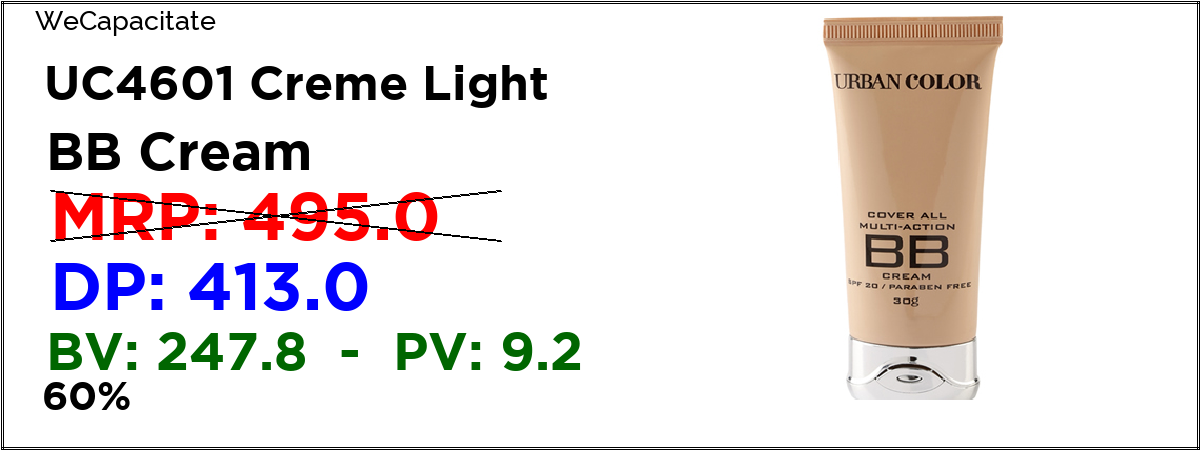 WeCapacitate
UC4601 Creme Light
BB Cream
MRP: 495.0
DP: 413.0
BV: 247.8 - PV: 9.2
60%
URBAN COLOR
COVER ALL
MULTI-ACTION
BB
CREAM
SPF 20 / PARABEN FREE
30g